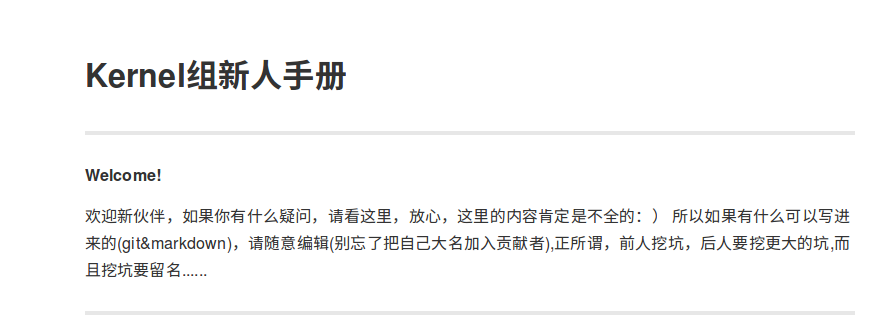 Kernel组新人手册
Welcome!
欢迎新伙伴，如果你有什么疑问，请看这里，放心，这里的内容肯定是不全的：） 所以如果有什么可以写进
来的(git&markdown)，请随意编辑(别忘了把自己大名加入贡献者),正所谓，前人挖坑，后人要挖更大的坑,而
且挖坑要留名......